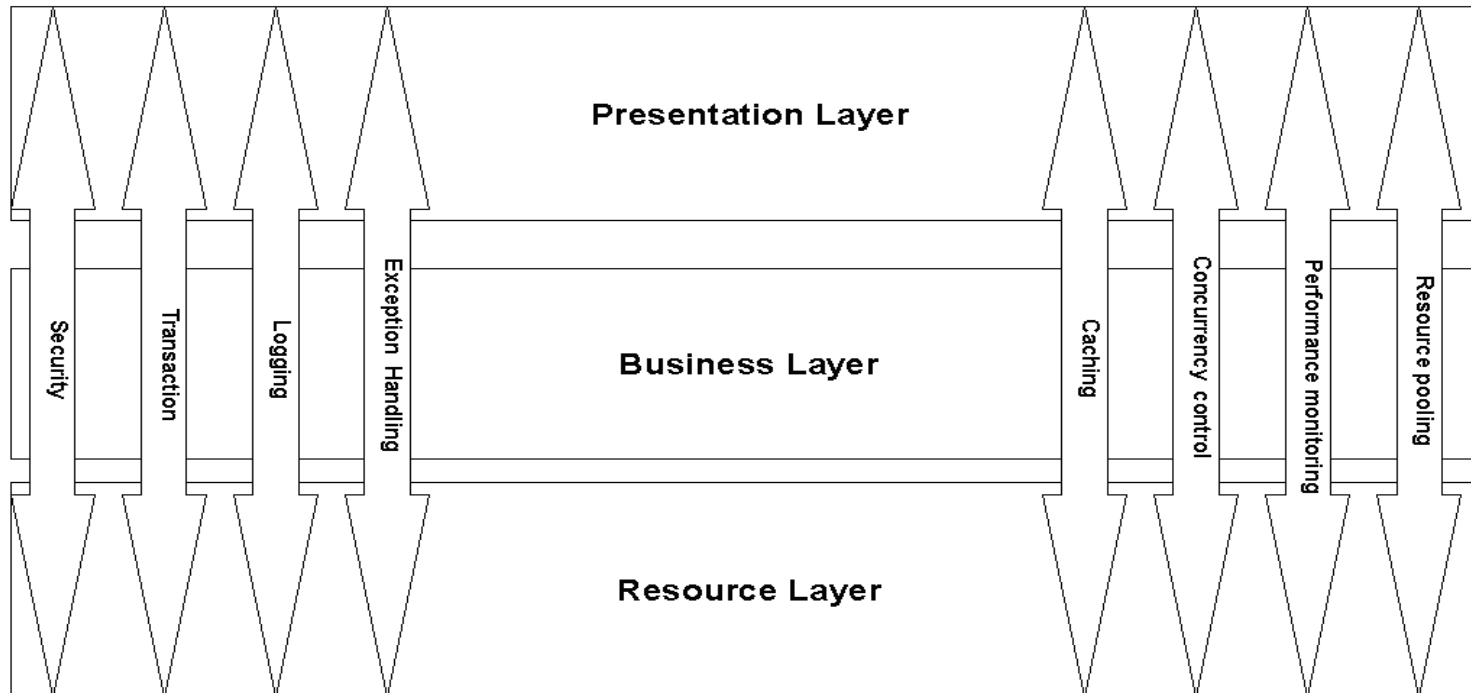 Presentation Layer
Security
Transaction
Logging
Exception Handling
Business Layer
Caching
Concurrency control
Performance monitoring
Resource pooling
Resource Layer